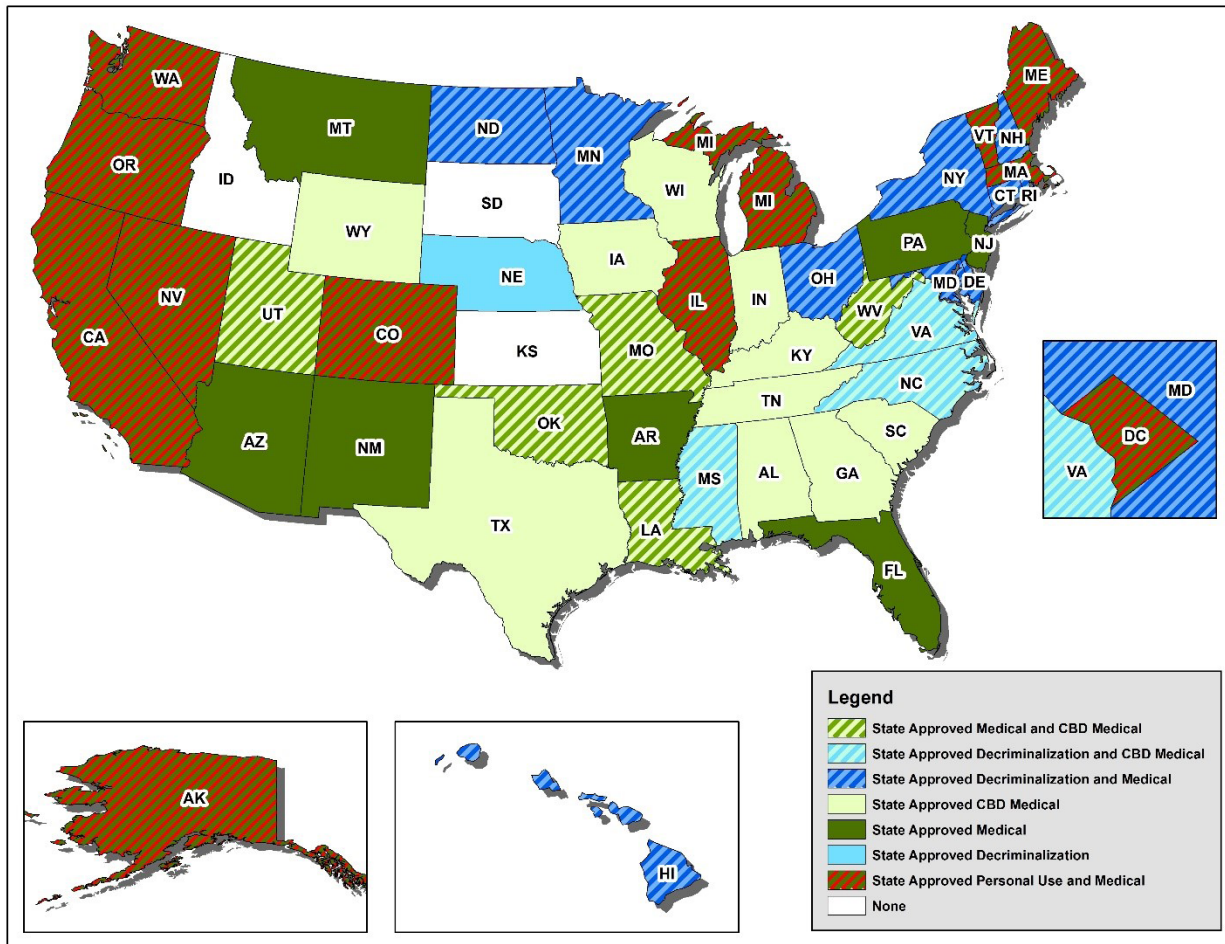 WA
ME
MT
ND
VT
NH
MN
MI
OR
NY
MA
ID
WI
SD
MI
CT
RI
WY
PA
IA
NJ
NE
OH
MD
DE
NV
IL
IN
UT
WV
CO
VA
CA
KS
MO
KY
MD
NC
TN
DC
OK
AZ
NM
AR
SC
VA
MS
AL
GA
TX
LA
FL
Legend
State Approved Medical and CBD Medical
State Approved Decriminalization and CBD Medical
State Approved Decriminalization and Medical
AK
State Approved CBD Medical
State Approved Medical
State Approved Decriminalization
HI
State Approved Personal Use and Medical
None